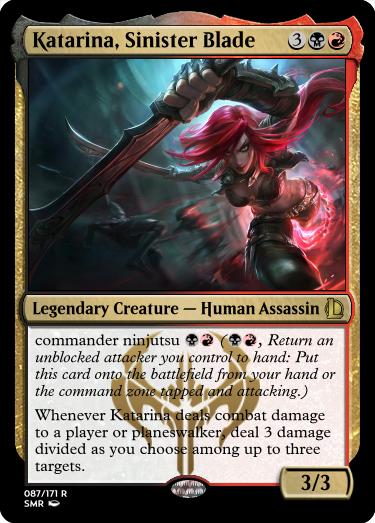 Katarina, Sinister Blade 3
Legendary Creature — Human Assassin
commander ninjutsu ( , Return an
unblocked attacker you control to hand: Put
this card onto the battlefield from your hand or
the command zone tapped and attacking.)
Whenever Katarina deals combat damage
to a player or planeswalker, deal 3 damage
divided as you choose among up to three
targets.
3/3
087/171 R
SMR